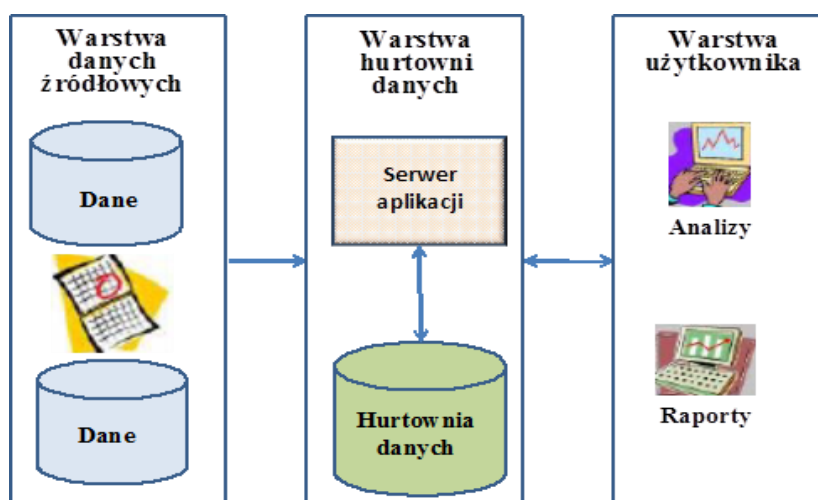 Warstwa
danych
źródłowych
Dane
Dane
Warstwa
hurtowni
danych
Serwer
aplikacji
Hurtownia
danych
Warstwa
użytkownika
Analizy
Raporty